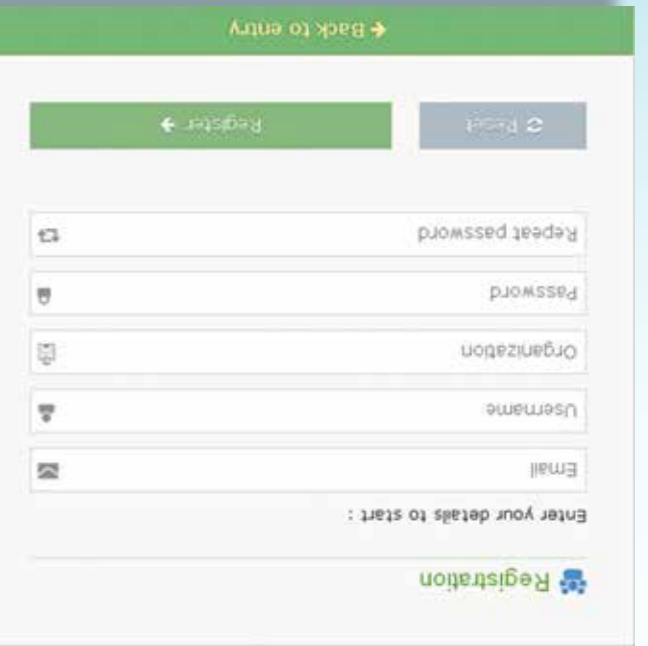 Registration
Enter your details to start :
Email
Username
Organization
Password
Repeat password
Reset
Register
Back to entry